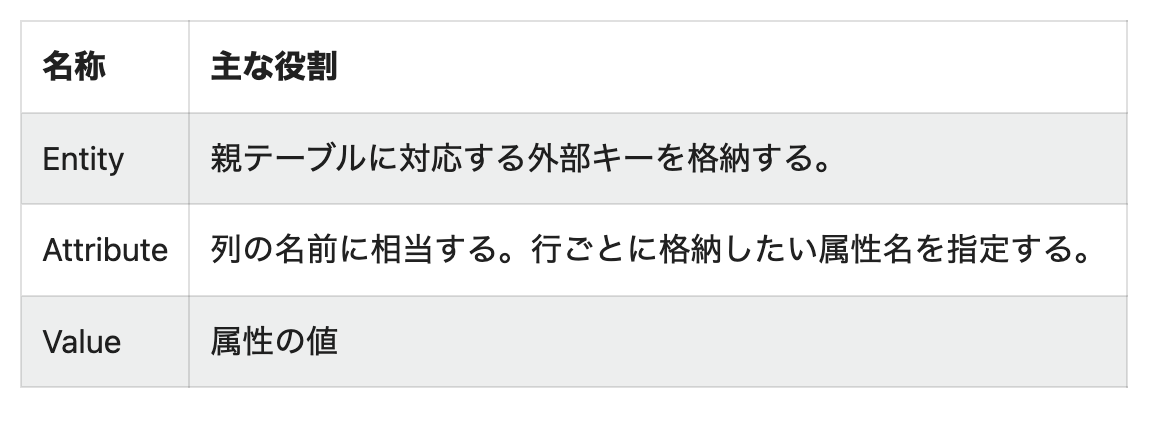 名称 主な役割
Entity 親テーブルに対応する外部キーを格納する。
Attribute 列の名前に相当する。行ごとに格納したい属性名を指定する。
Value 属性の値